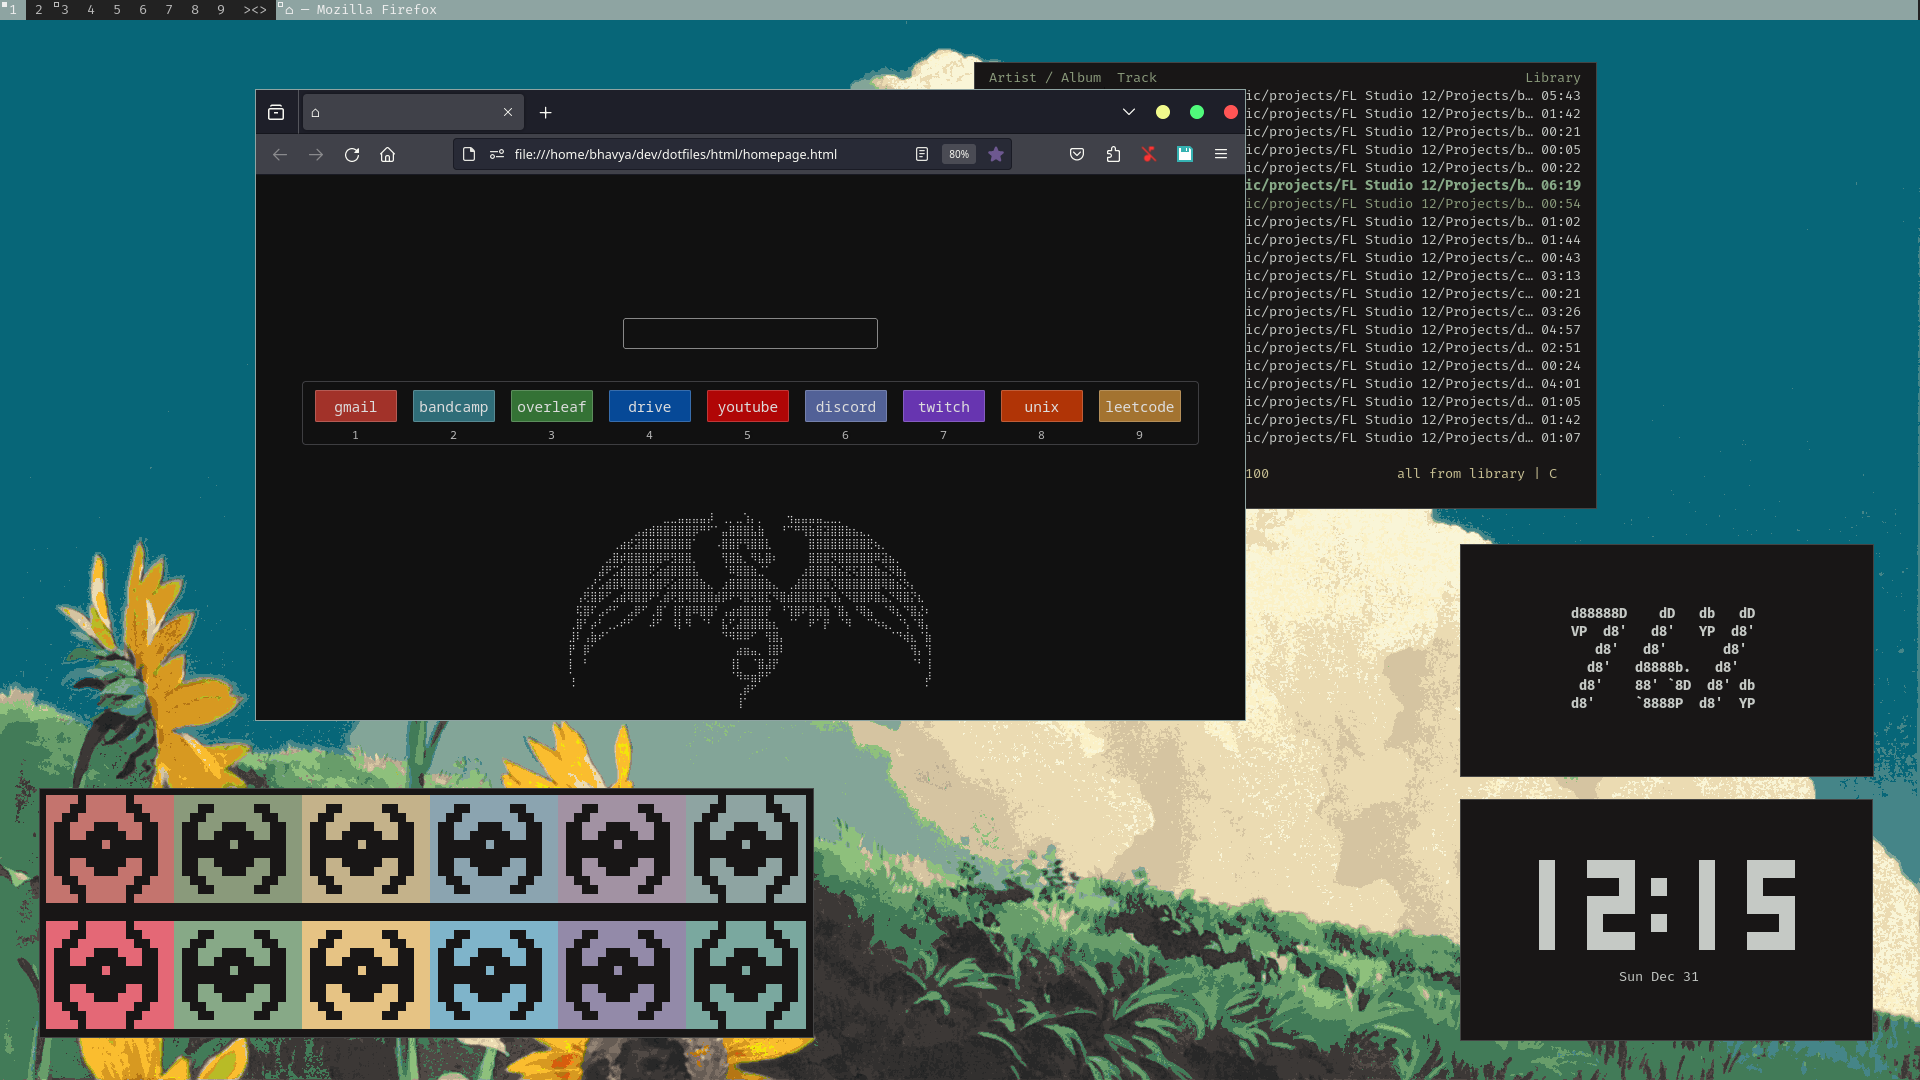 1 2 3 4 5 6 7 8 9 ><> ⌂ — Mozilla Firefox
Artist / Album Track Library
ic/projects/FL Studio 12/Projects/b… 05:43
ic/projects/FL Studio 12/Projects/b… 01:42
ic/projects/FL Studio 12/Projects/b… 00:21
ic/projects/FL Studio 12/Projects/b… 00:05
ic/projects/FL Studio 12/Projects/b… 00:22
ic/projects/FL Studio 12/Projects/b… 06:19
ic/projects/FL Studio 12/Projects/b… 00:54
ic/projects/FL Studio 12/Projects/b… 01:02
ic/projects/FL Studio 12/Projects/b… 01:44
ic/projects/FL Studio 12/Projects/c… 00:43
ic/projects/FL Studio 12/Projects/c… 03:13
ic/projects/FL Studio 12/Projects/c… 00:21
ic/projects/FL Studio 12/Projects/c… 03:26
ic/projects/FL Studio 12/Projects/d… 04:57
ic/projects/FL Studio 12/Projects/d… 02:51
ic/projects/FL Studio 12/Projects/d… 00:24
ic/projects/FL Studio 12/Projects/d… 04:01
ic/projects/FL Studio 12/Projects/d… 01:05
ic/projects/FL Studio 12/Projects/d… 01:42
ic/projects/FL Studio 12/Projects/d… 01:07
100 all from library | C
file:///home/bhavya/dev/dotfiles/html/homepage.html 80%
gmail bandcamp overleaf drive youtube discord twitch unix leetcode
1 2 3 4 5 6 7 8 9
d88888D    dD   db   dD
VP  d8'   d8'   YP  d8'
   d8'   d8'       d8'
  d8'   d8888b.   d8'
 d8'    88' `8D  d8' db
d8'     `8888P  d8'  YP
12:15
Sun Dec 31